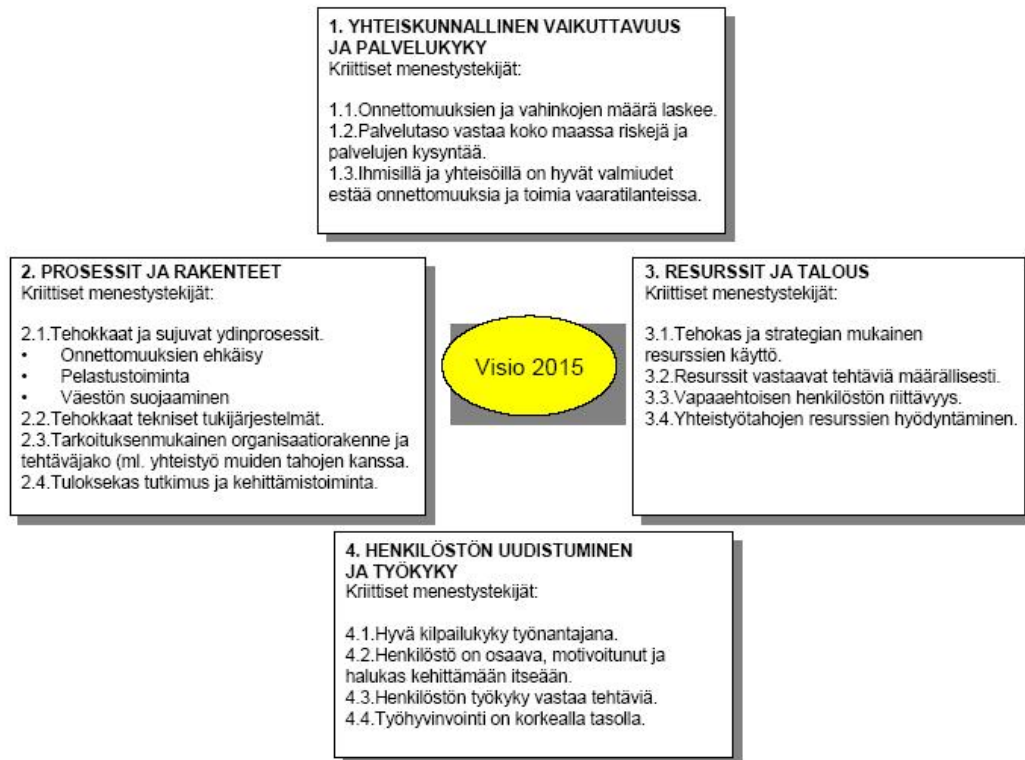 1. YHTEISKUNNALLINEN VAIKUTTAVUUS
JA PALVELUKYKY
Kriittiset menestystekijät:
1.1.Onnettomuuksien ja vahinkojen määrä laskee.
1.2.Palvelutaso vastaa koko maassa riskejä ja
palvelujen kysyntää.
1.3.Ihmisillä ja yhteisöillä on hyvät valmiudet
estää onnettomuuksia ja toimia vaaratilanteissa.
2. PROSESSIT JA RAKENTEET
Kriittiset menestystekijät:
2.1.Tehokkaat ja sujuvat ydinprosessit.
• Onnettomuuksien ehkäisy
• Pelastustoiminta
• Väestön suojaaminen
2.2.Tehokkaat tekniset tukijärjestelmät.
2.3.Tarkoituksenmukainen organisaatiorakenne ja
tehtäväjako (ml. yhteistyö muiden tahojen kanssa.
2.4.Tuloksekas tutkimus ja kehittämistoiminta.
Visio 2015
3. RESURSSIT JA TALOUS
Kriittiset menestystekijät:
3.1.Tehokas ja strategian mukainen
resurssien käyttö.
3.2.Resurssit vastaavat tehtäviä määrällisesti.
3.3.Vapaaehtoisen henkilöstön riittävyys.
3.4.Yhteistyötahojen resurssien hyödyntäminen.
4. HENKILÖSTÖN UUDISTUMINEN
JA TYÖKYKY
Kriittiset menestystekijät:
4.1.Hyvä kilpailukyky työnantajana.
4.2.Henkilöstö on osaava, motivoitunut ja
halukas kehittämään itseään.
4.3.Henkilöstön työkyky vastaa tehtäviä.
4.4.Työhyvinvointi on korkealla tasolla.